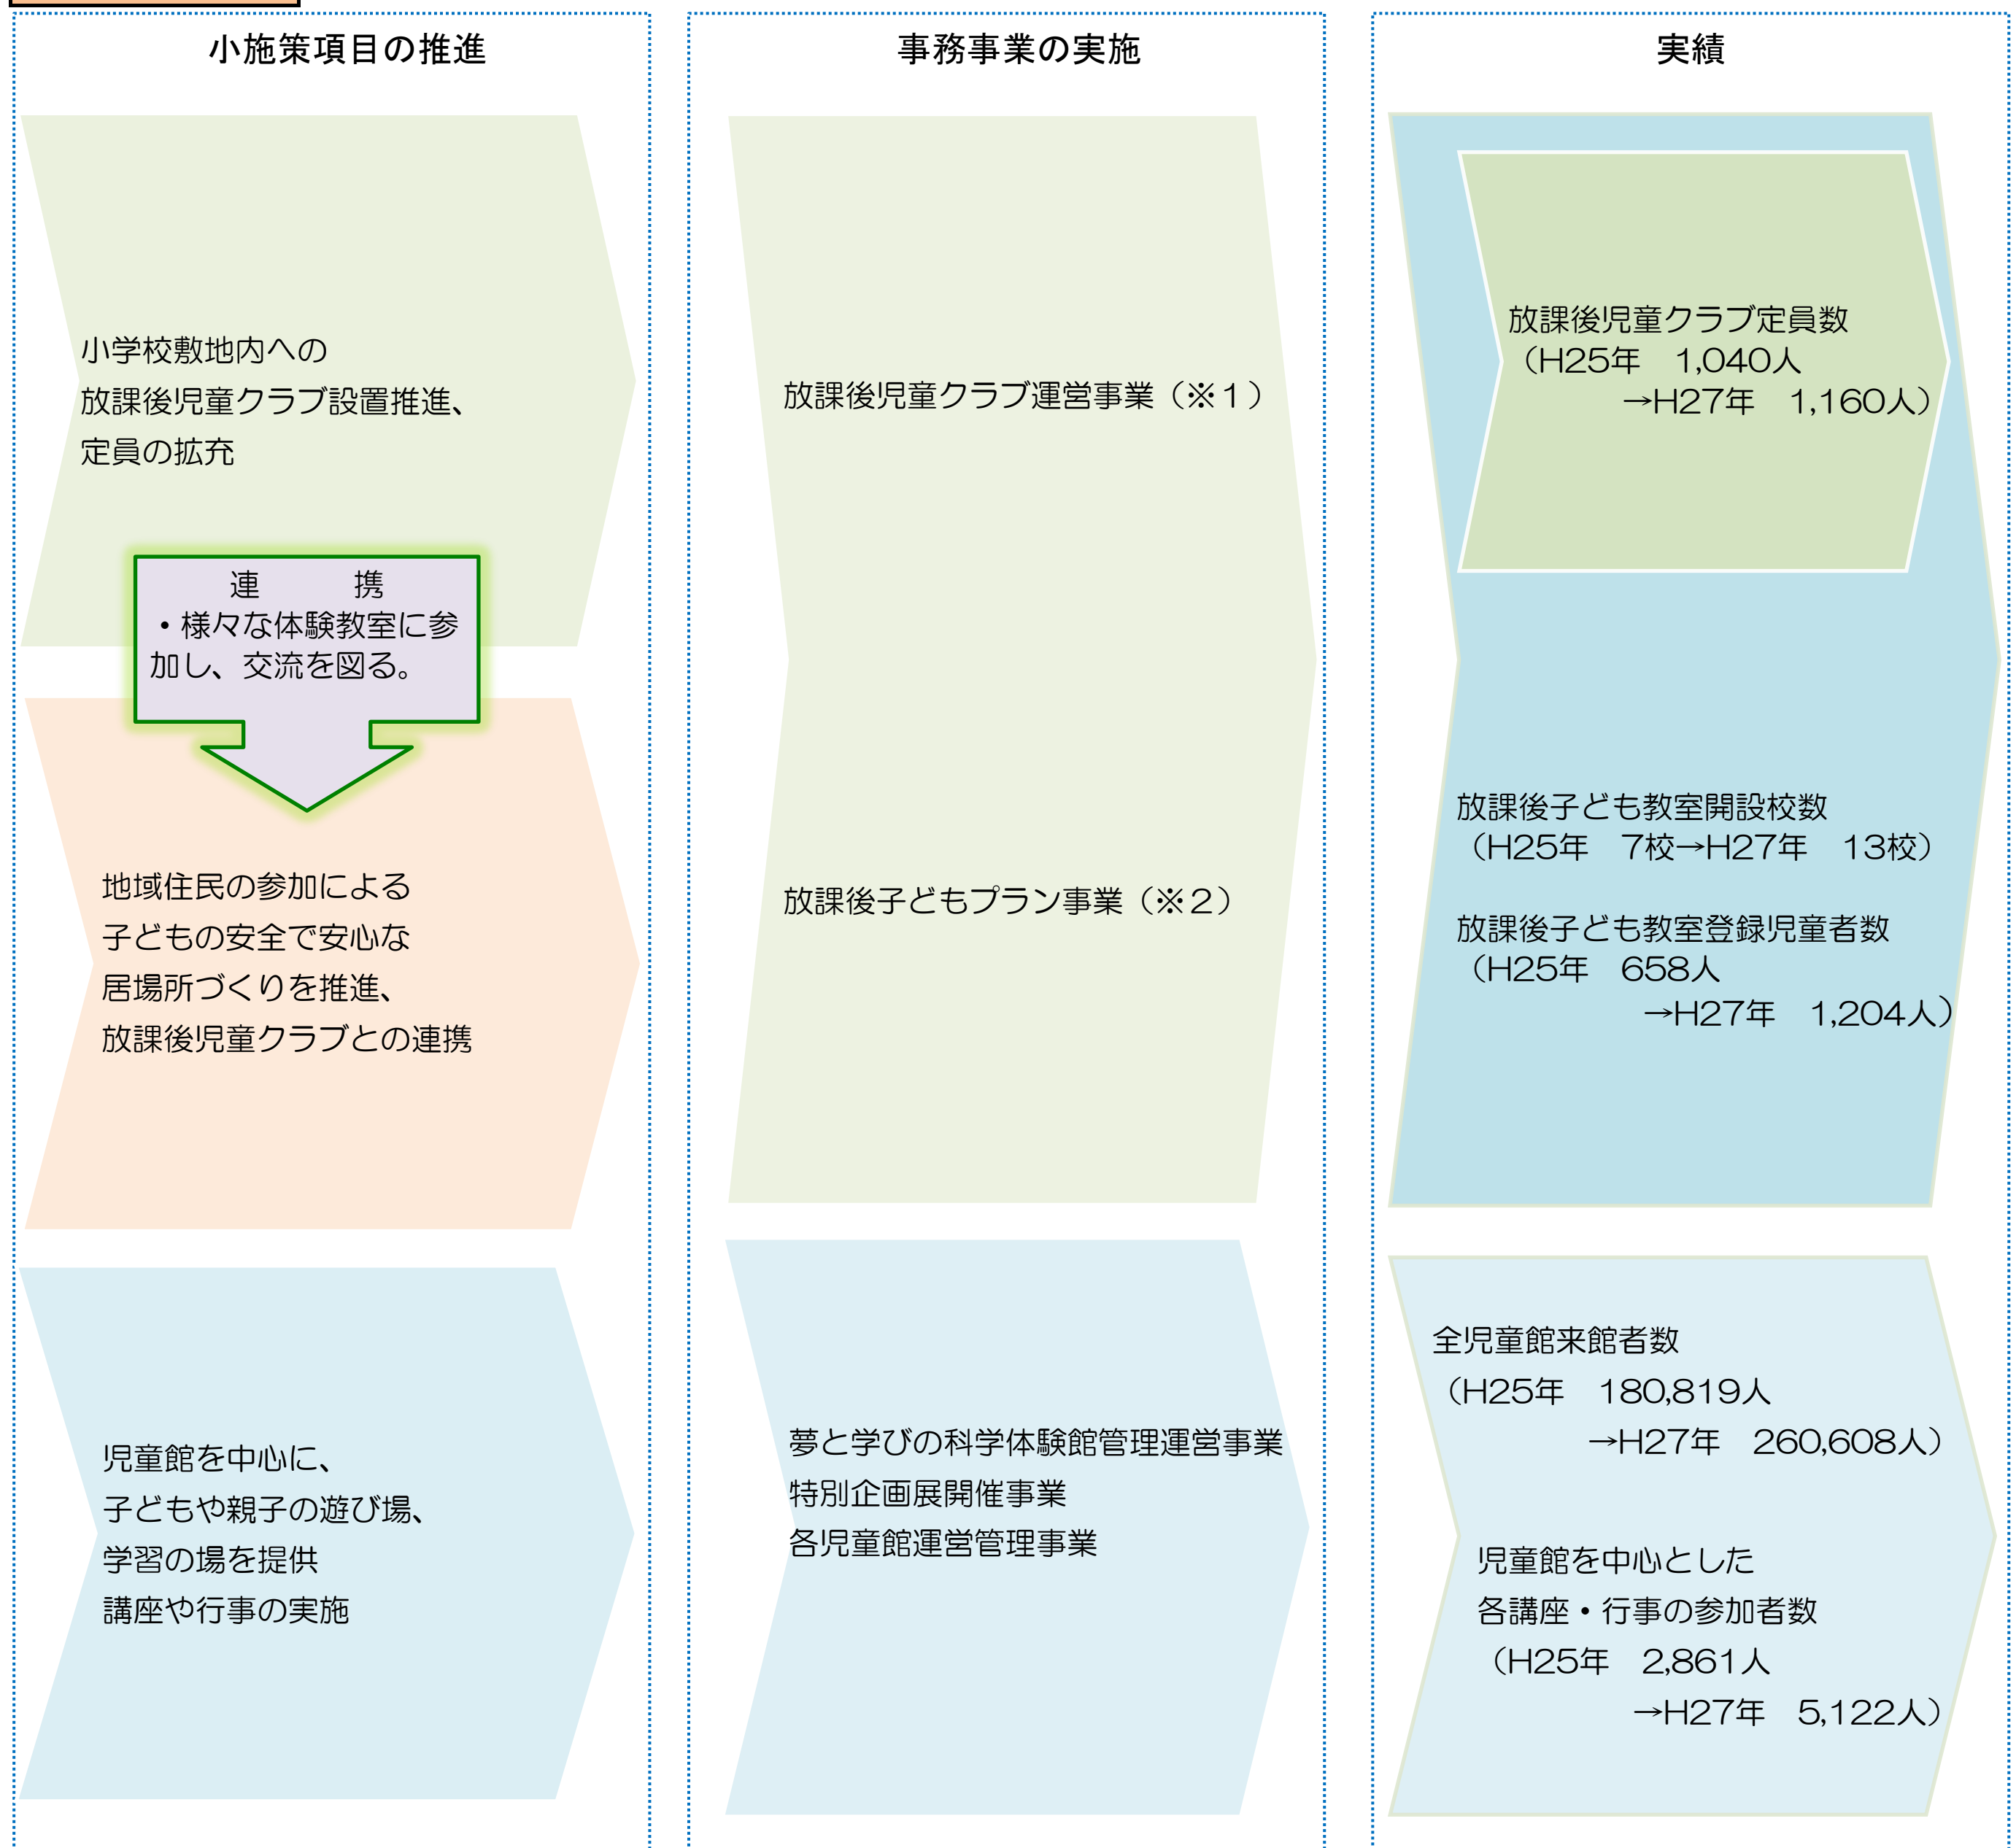 小施策項目の推進
小学校敷地内への
放課後児童クラブ設置推進、
定員の拡充
連　　　携
・様々な体験教室に参
加し、交流を図る。
地域住民の参加による
子どもの安全で安心な
居場所づくりを推進、
放課後児童クラブとの連携
児童館を中心に、
子どもや親子の遊び場、
学習の場を提供
講座や行事の実施
事務事業の実施
放課後児童クラブ運営事業（※１）
放課後子どもプラン事業（※２）
夢と学びの科学体験館管理運営事業
特別企画展開催事業
各児童館運営管理事業
実績
放課後児童クラブ定員数
（H25年　1,040人
→H27年　1,160人）
放課後子ども教室開設校数
（H25年　7校→H27年　13校）
放課後子ども教室登録児童者数
（H25年　658人
→H27年　1,204人）
全児童館来館者数
（H25年　180,819人
→H27年　260,608人）
児童館を中心とした
各講座・行事の参加者数
（H25年　2,861人
→H27年　5,122人）